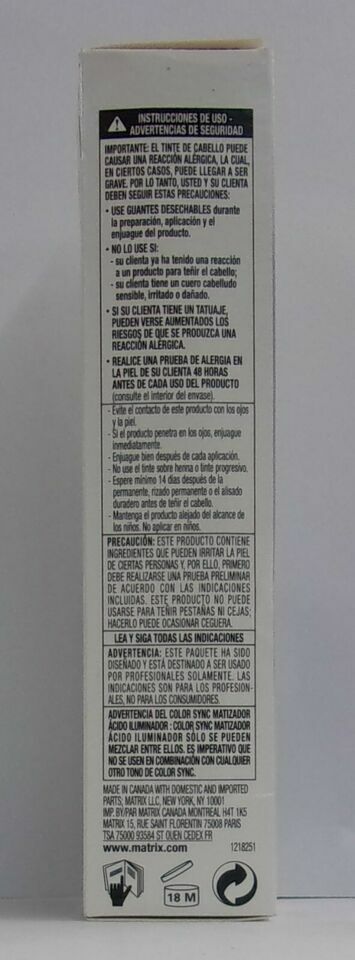 INSTRUCCIONES DE USO -
ADVERTENCIAS DE SEGURIDAD
IMPORTANTE: EL TINTE DE CABELLO PUEDE
CAUSAR UNA REACCIÓN ALÉRGICA, LA CUAL,
EN CIERTOS CASOS, PUEDE LLEGAR A SER
GRAVE. POR LO TANTO, USTED Y SU CLIENTA
DEBEN SEGUIR ESTAS PRECAUCIONES:
• USE GUANTES DESECHABLES durante
la preparación, aplicación y el
enjuague del producto.
• NO LO USE SI:
- su clienta ya ha tenido una reacción
a un producto para teñir el cabello;
- su clienta tiene un cuero cabelludo
sensible, irritado o dañado.
• SI SU CLIENTA TIENE UN TATUAJE,
PUEDEN VERSE AUMENTADOS LOS
RIESGOS DE QUE SE PRODUZCA UNA
REACCIÓN ALÉRGICA.
• REALICE UNA PRUEBA DE ALERGIA EN
LA PIEL DE SU CLIENTA 48 HORAS
ANTES DE CADA USO DEL PRODUCTO
(consulte el interior del envase).
- Evite el contacto de este producto con los ojos
y la piel.
- Si el producto penetra en los ojos, enjuague
inmediatamente.
- Enjuague bien después de cada aplicación.
- No use el tinte sobre henna o tinte progresivo.
- Espere mínimo 14 días después de la
permanente, rizado permanente o el alisado
duradero antes de teñir el cabello.
- Mantenga el producto alejado del alcance de
los niños. No aplicar en niños.
PRECAUCIÓN: ESTE PRODUCTO CONTIENE
INGREDIENTES QUE PUEDEN IRRITAR LA PIEL
DE CIERTAS PERSONAS Y, POR ELLO, PRIMERO
DEBE REALIZARSE UNA PRUEBA PRELIMINAR
DE ACUERDO CON LAS INDICACIONES
INCLUIDAS. ESTE PRODUCTO NO PUEDE
USARSE PARA TEÑIR PESTAÑAS NI CEJAS;
HACERLO PUEDE OCASIONAR CEGUERA.
LEA Y SIGA TODAS LAS INDICACIONES
ADVERTENCIA: ESTE PAQUETE HA SIDO
DISEÑADO Y ESTÁ DESTINADO A SER USADO
POR PROFESIONALES SOLAMENTE. LAS
INDICACIONES SON PARA LOS PROFESION-
ALES, NO PARA LOS CONSUMIDORES.
ADVERTENCIA DEL COLOR SYNC MATIZADOR
ÁCIDO ILUMINADOR : COLOR SYNC MATIZADOR
ÁCIDO ILUMINADOR SÓLO SE PUEDEN
MEZCLAR ENTRE ELLOS. ES IMPERATIVO QUE
NO SE USEN EN COMBINACIÓN CON CUALQUIER
OTRO TONO DE COLOR SYNC.
MADE IN CANADA WITH DOMESTIC AND IMPORTED
PARTS; MATRIX LLC, NEW YORK, NY 10001
IMP. BY/PAR MATRIX CANADA MONTREAL H4T 1K5
MATRIX 15, RUE SAINT FLORENTIN 75008 PARIS
TSA 75000 93584 ST OUEN CEDEX FR
www.matrix.com 1218251
18 M